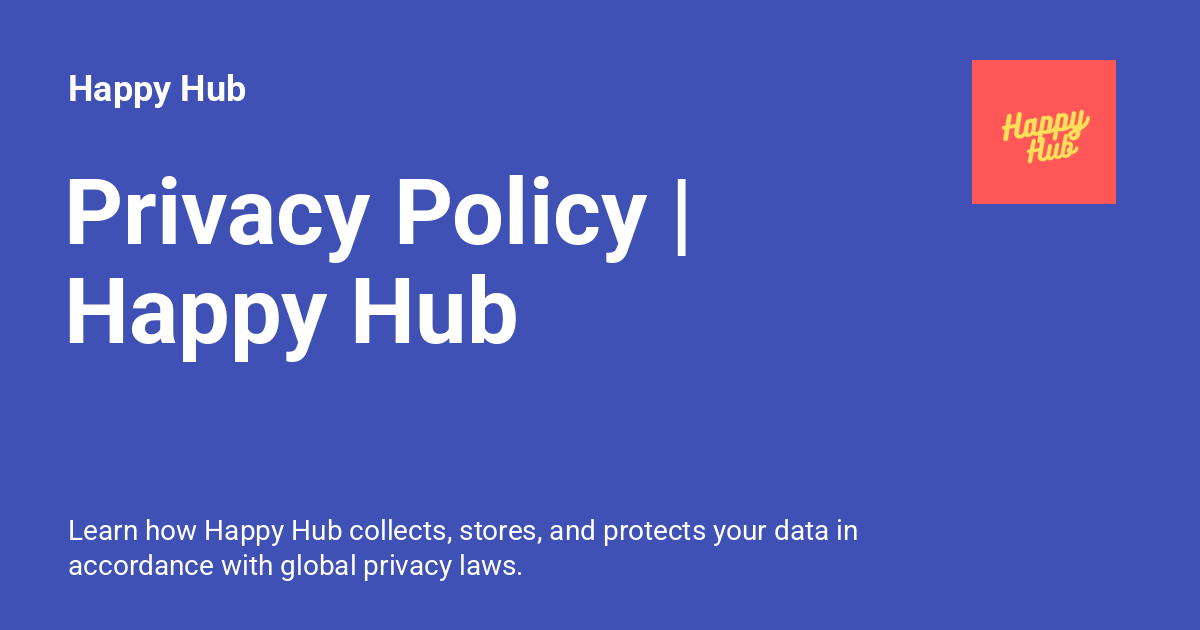 Happy Hub
Happy
Hub
Privacy Policy |
Happy Hub
Learn how Happy Hub collects, stores, and protects your data in
accordance with global privacy laws.